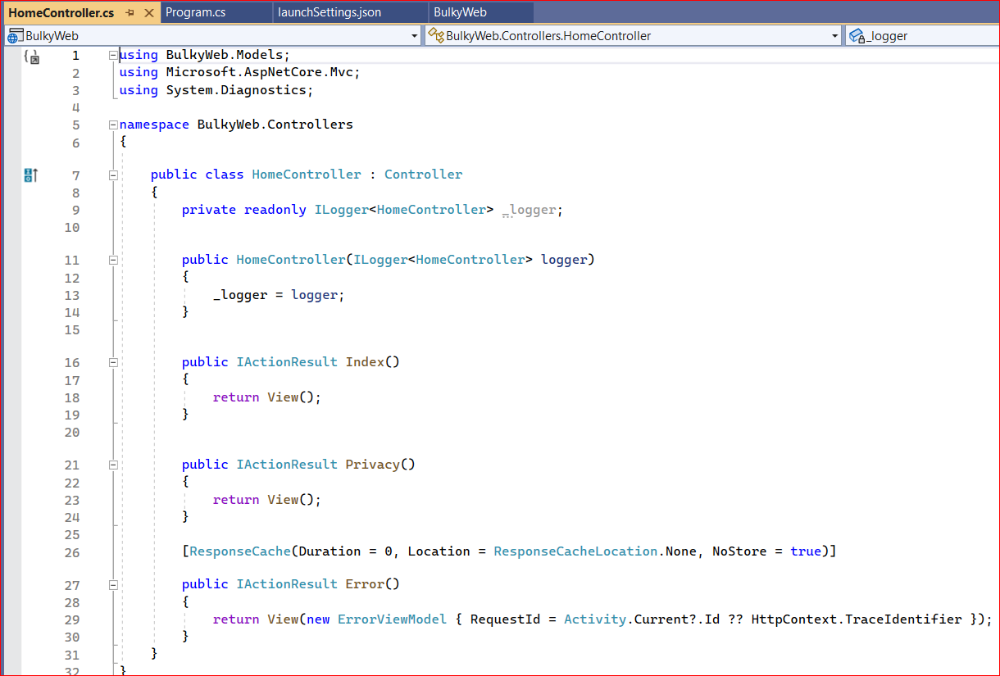 HomeController.cs Program.cs launchSettings.json BulkyWeb
BulkyWeb BulkyWeb.Controllers.HomeController _logger
1 using BulkyWeb.Models;
2 using Microsoft.AspNetCore.Mvc;
3 using System.Diagnostics;
4
5 namespace BulkyWeb.Controllers
6 {
7 public class HomeController : Controller
8 {
9 private readonly ILogger<HomeController> _logger;
10
11 public HomeController(ILogger<HomeController> logger)
12 {
13 _logger = logger;
14 }
15
16 public IActionResult Index()
17 {
18 return View();
19 }
20
21 public IActionResult Privacy()
22 {
23 return View();
24 }
25
26 [ResponseCache(Duration = 0, Location = ResponseCacheLocation.None, NoStore = true)]
27 public IActionResult Error()
28 {
29 return View(new ErrorViewModel { RequestId = Activity.Current?.Id ?? HttpContext.TraceIdentifier });
30 }
31 }
32 }